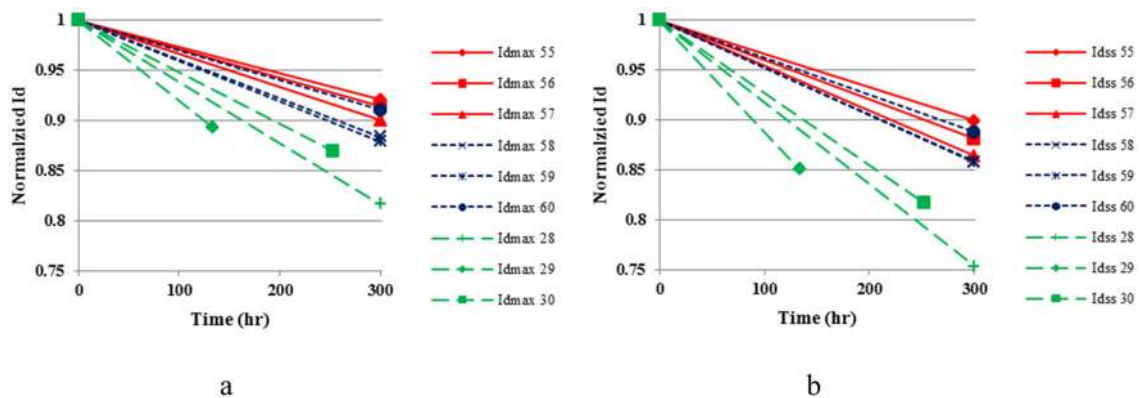 1
0.95
0.9
0.85
0.8
0.75
0
100
200
300
Normalzied Id
Time (hr)
Idmax 55
Idmax 56
Idmax 57
Idmax 58
Idmax 59
Idmax 60
Idmax 28
Idmax 29
Idmax 30
a
1
0.95
0.9
0.85
0.8
0.75
0
100
200
300
Normalzied Id
Time (hr)
Idss 55
Idss 56
Idss 57
Idss 58
Idss 59
Idss 60
Idss 28
Idss 29
Idss 30
b